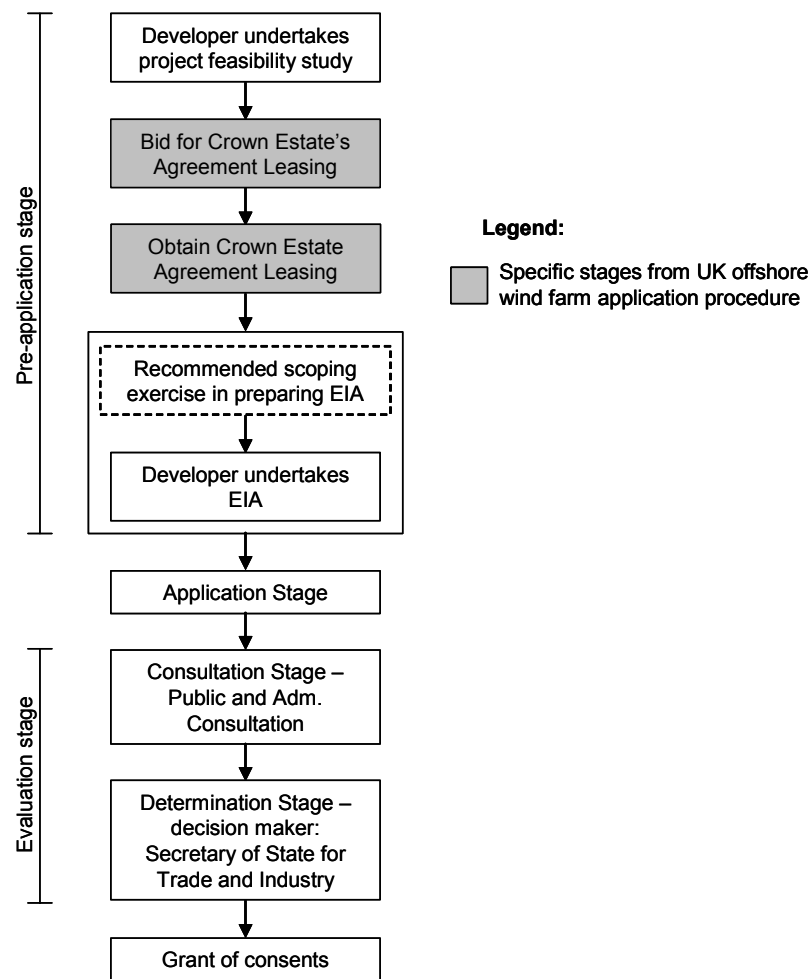 Developer undertakes
project feasibility study
Bid for Crown Estate's
Agreement Leasing
Obtain Crown Estate
Agreement Leasing
Pre-application stage
Legend:
Specific stages from UK offshore
wind farm application procedure
Recommended scoping
exercise in preparing EIA
Developer undertakes
EIA
Application Stage
Consultation Stage –
Public and Adm.
Consultation
Evaluation stage
Determination Stage –
decision maker:
Secretary of State for
Trade and Industry
Grant of consents